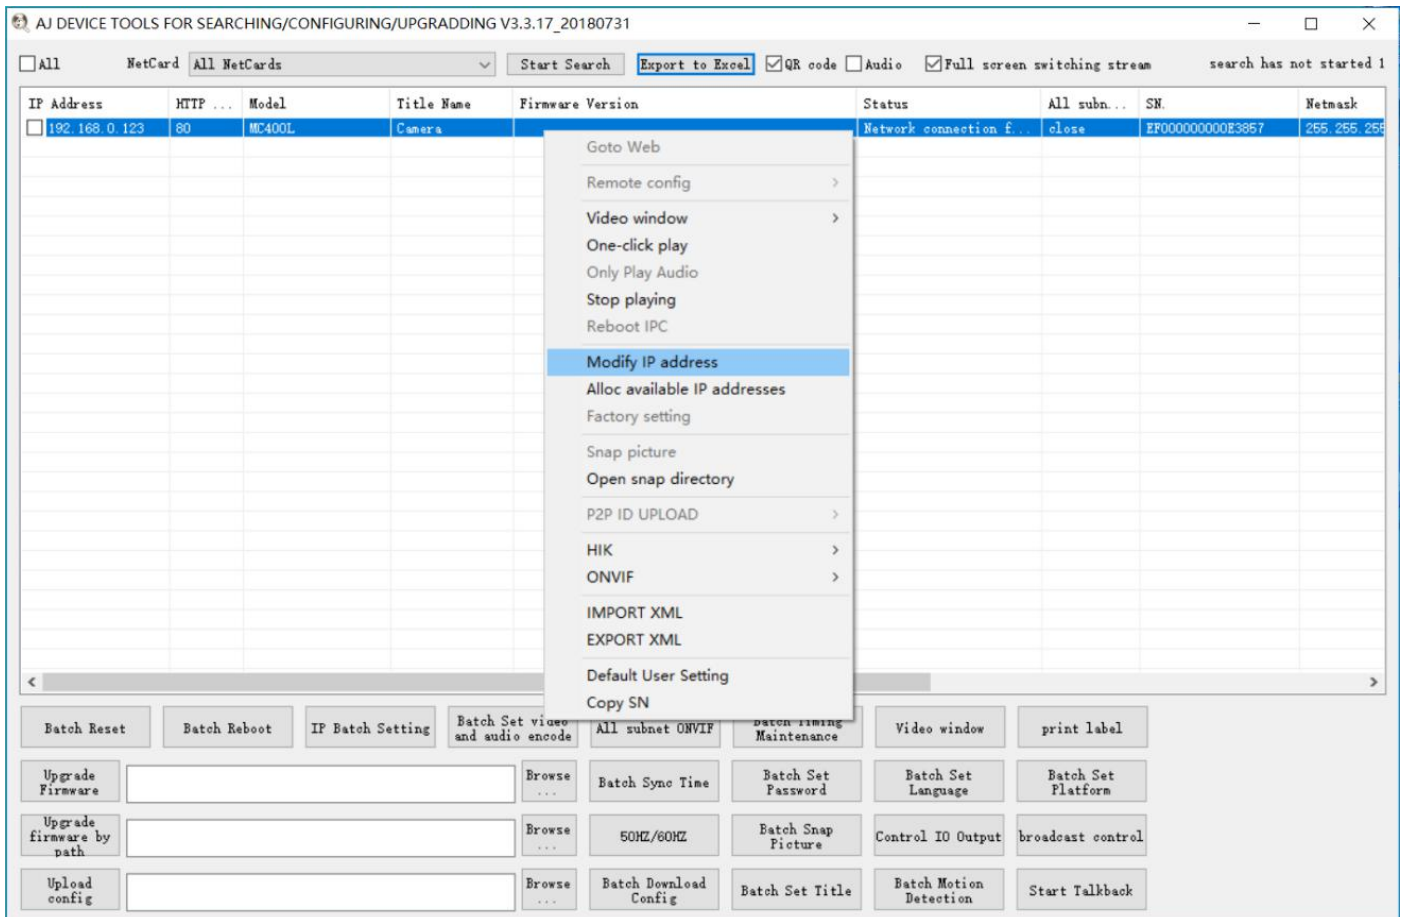 AJ DEVICE TOOLS FOR SEARCHING/CONFIGURING/UPGRADDING V3.3.17_20180731
All NetCard All NetCards Start Search Export to Excel QR code Audio Full screen switching stream search has not started 1
IP Address HTTP ... Model Title Name Firmware Version Status All subn... SN. Netmask
192.168.0.123 80 MC400L Camera Network connection f... close EF000000000E3857 255.255.255
Goto Web
Remote config
Video window
One-click play
Only Play Audio
Stop playing
Reboot IPC
Modify IP address
Alloc available IP addresses
Factory setting
Snap picture
Open snap directory
P2P ID UPLOAD
HIK
ONVIF
IMPORT XML
EXPORT XML
Default User Setting
Copy SN
Batch Reset Batch Reboot IP Batch Setting Batch Set video and audio encode All subnet ONVIF Batch Timing Maintenance Video window print label
Upgrade Firmware Browse ... Batch Sync Time Batch Set Password Batch Set Language Batch Set Platform
Upgrade firmware by path Browse ... 50HZ/60HZ Batch Snap Picture Control IO Output broadcast control
Upload config Browse ... Batch Download Config Batch Set Title Batch Motion Detection Start Talkback